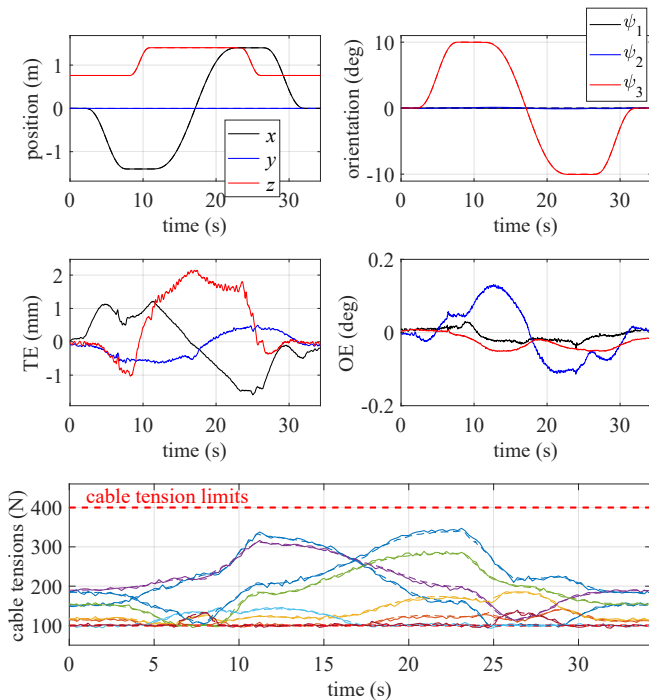 position (m)
1
0
-1
x
y
z
0 10 20 30
time (s)
orientation (deg)
10
0
-10
ψ1
ψ2
ψ3
0 10 20 30
time (s)
TE (mm)
2
1
0
-1
0 10 20 30
time (s)
OE (deg)
0.2
0
-0.2
0 10 20 30
time (s)
cable tensions (N)
cable tension limits
400
300
200
100
0 5 10 15 20 25 30
time (s)